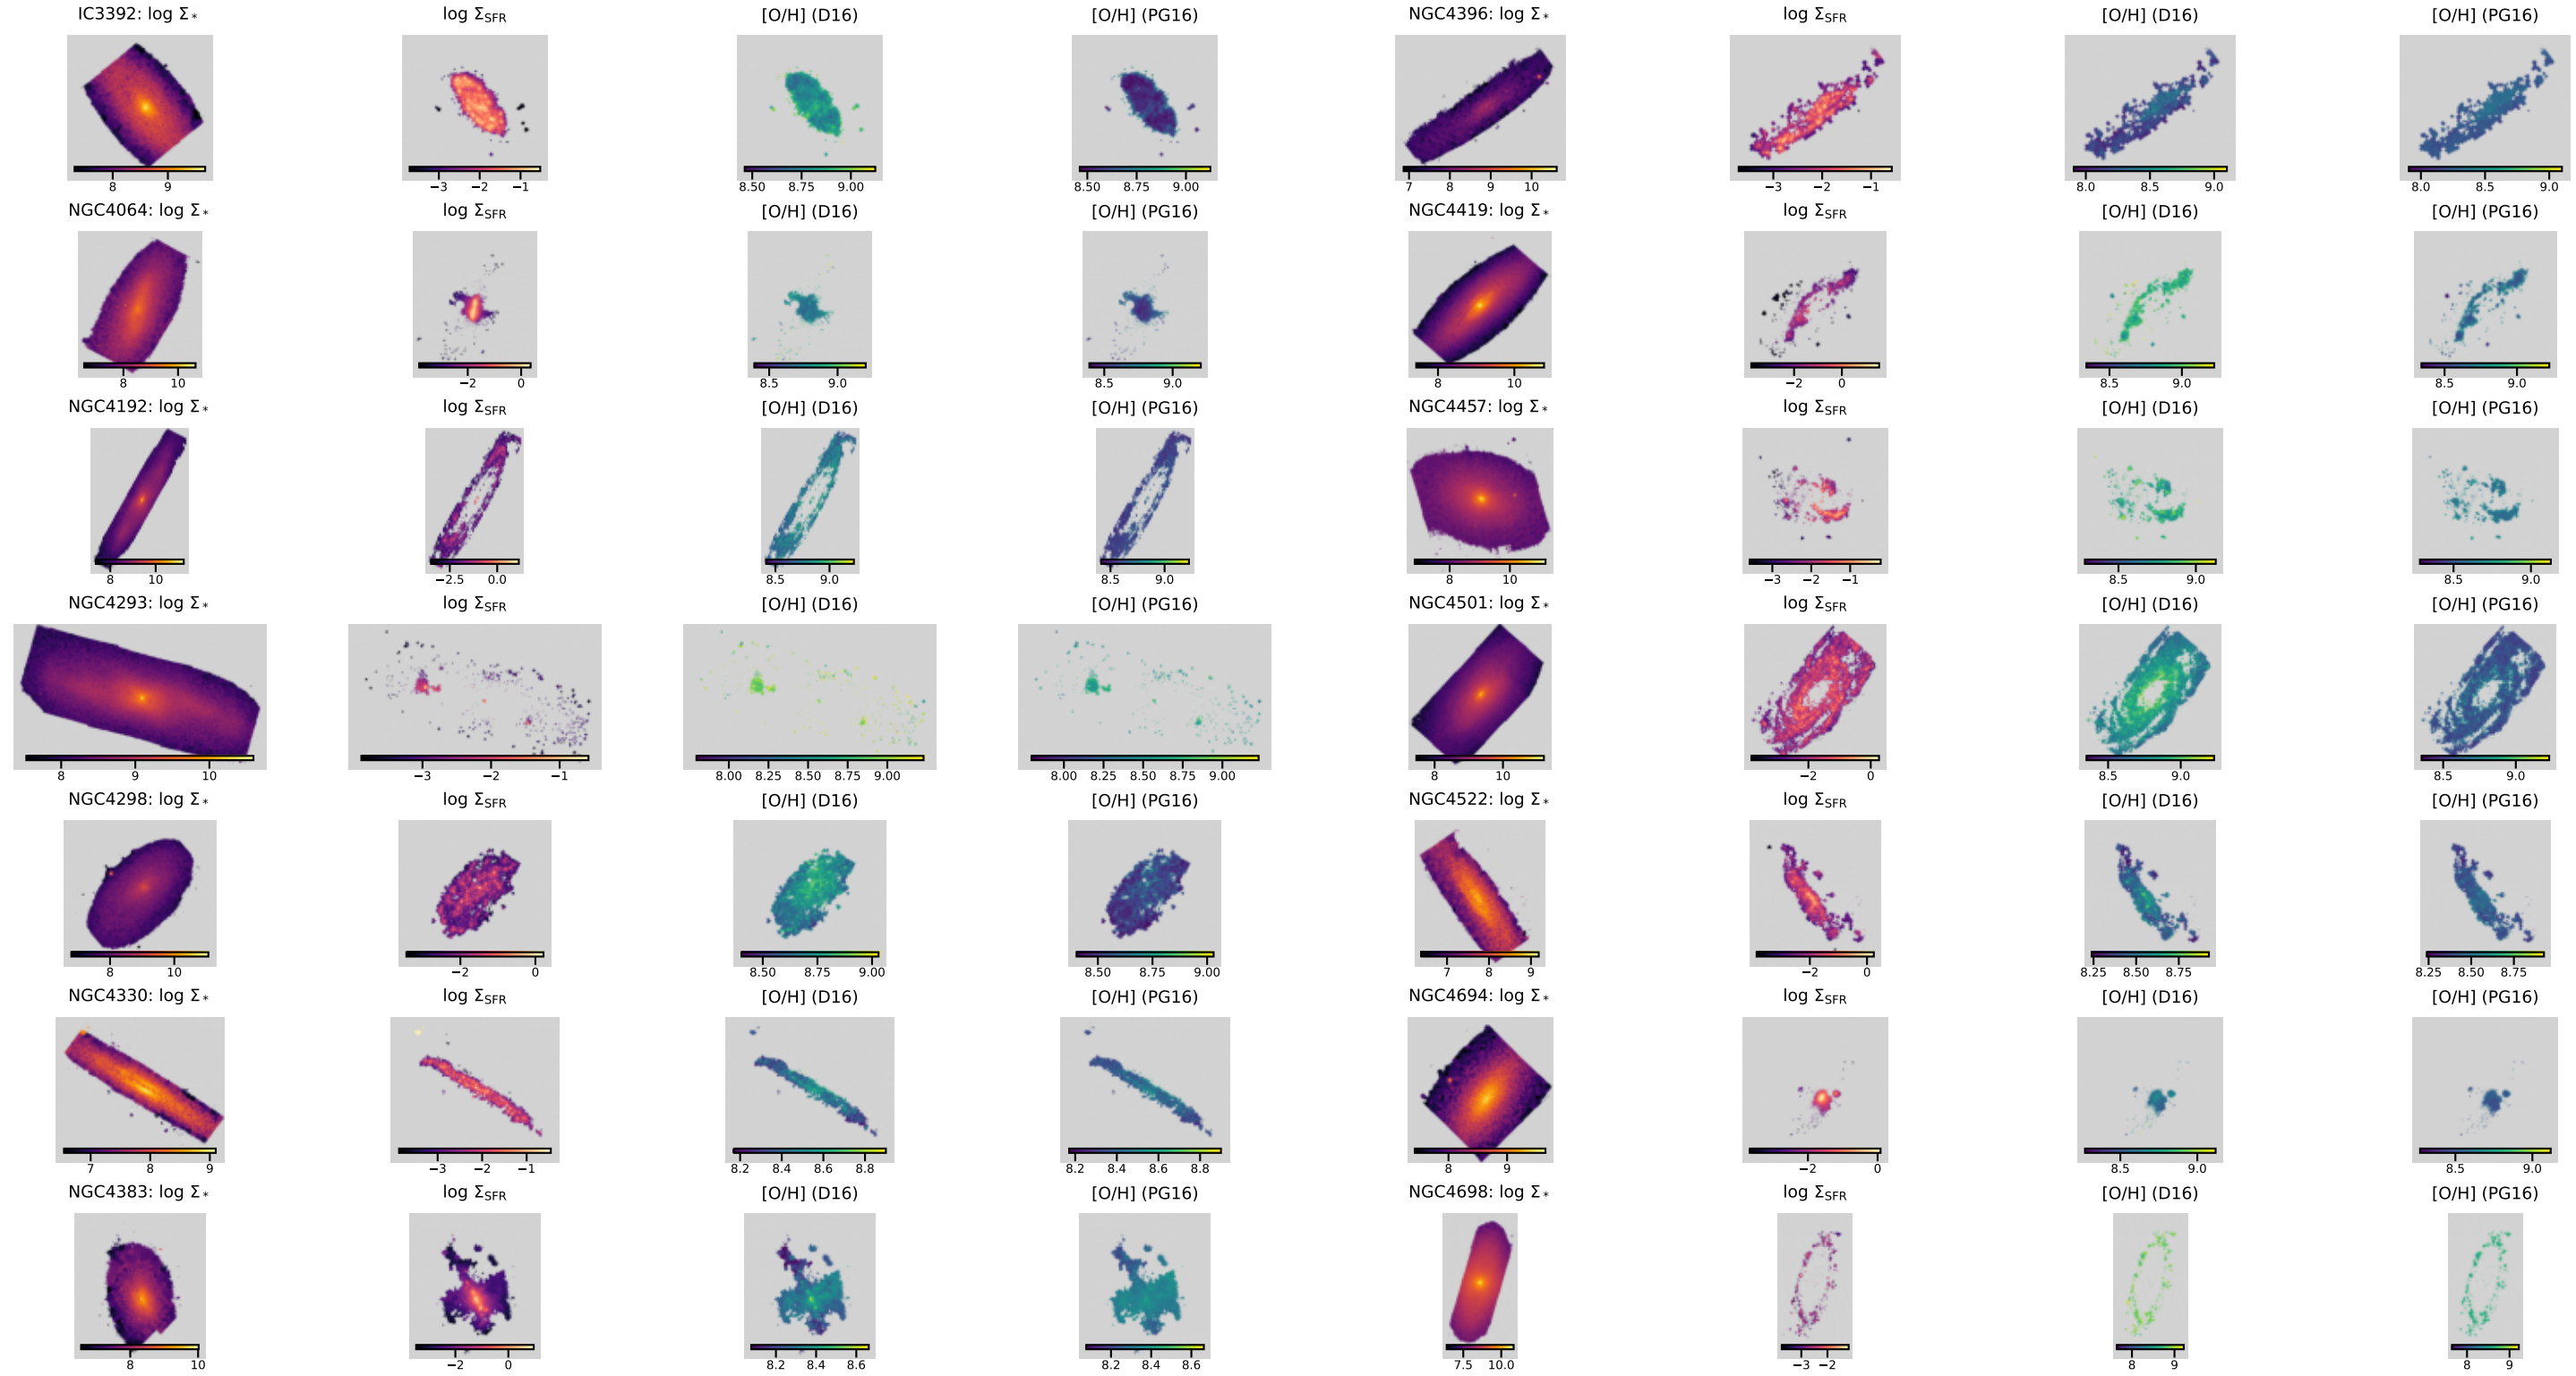 IC3392: log Σ* log ΣSFR [O/H] (D16) [O/H] (PG16) NGC4396: log Σ* log ΣSFR [O/H] (D16) [O/H] (PG16)
8 9 −3 −2 −1 8.50 8.75 9.00 8.50 8.75 9.00 7 8 9 10 −3 −2 −1 8.0 8.5 9.0 8.0 8.5 9.0
NGC4064: log Σ* log ΣSFR [O/H] (D16) [O/H] (PG16) NGC4419: log Σ* log ΣSFR [O/H] (D16) [O/H] (PG16)
8 10 −2 0 8.5 9.0 8.5 9.0 8 10 −2 0 8.5 9.0 8.5 9.0
NGC4192: log Σ* log ΣSFR [O/H] (D16) [O/H] (PG16) NGC4457: log Σ* log ΣSFR [O/H] (D16) [O/H] (PG16)
8 10 −2.5 0.0 8.5 9.0 8.5 9.0 8 10 −3 −2 −1 8.5 9.0 8.5 9.0
NGC4293: log Σ* log ΣSFR [O/H] (D16) [O/H] (PG16) NGC4501: log Σ* log ΣSFR [O/H] (D16) [O/H] (PG16)
8 9 10 −3 −2 −1 8.00 8.25 8.50 8.75 9.00 8.00 8.25 8.50 8.75 9.00 8 10 −2 0 8.5 9.0 8.5 9.0
NGC4298: log Σ* log ΣSFR [O/H] (D16) [O/H] (PG16) NGC4522: log Σ* log ΣSFR [O/H] (D16) [O/H] (PG16)
8 10 −2 0 8.50 8.75 9.00 8.50 8.75 9.00 7 8 9 −2 0 8.25 8.50 8.75 8.25 8.50 8.75
NGC4330: log Σ* log ΣSFR [O/H] (D16) [O/H] (PG16) NGC4694: log Σ* log ΣSFR [O/H] (D16) [O/H] (PG16)
7 8 9 −3 −2 −1 8.2 8.4 8.6 8.8 8.2 8.4 8.6 8.8 8 9 −2 0 8.5 9.0 8.5 9.0
NGC4383: log Σ* log ΣSFR [O/H] (D16) [O/H] (PG16) NGC4698: log Σ* log ΣSFR [O/H] (D16) [O/H] (PG16)
8 10 −2 0 8.2 8.4 8.6 8.2 8.4 8.6 7.5 10.0 −3 −2 8 9 8 9